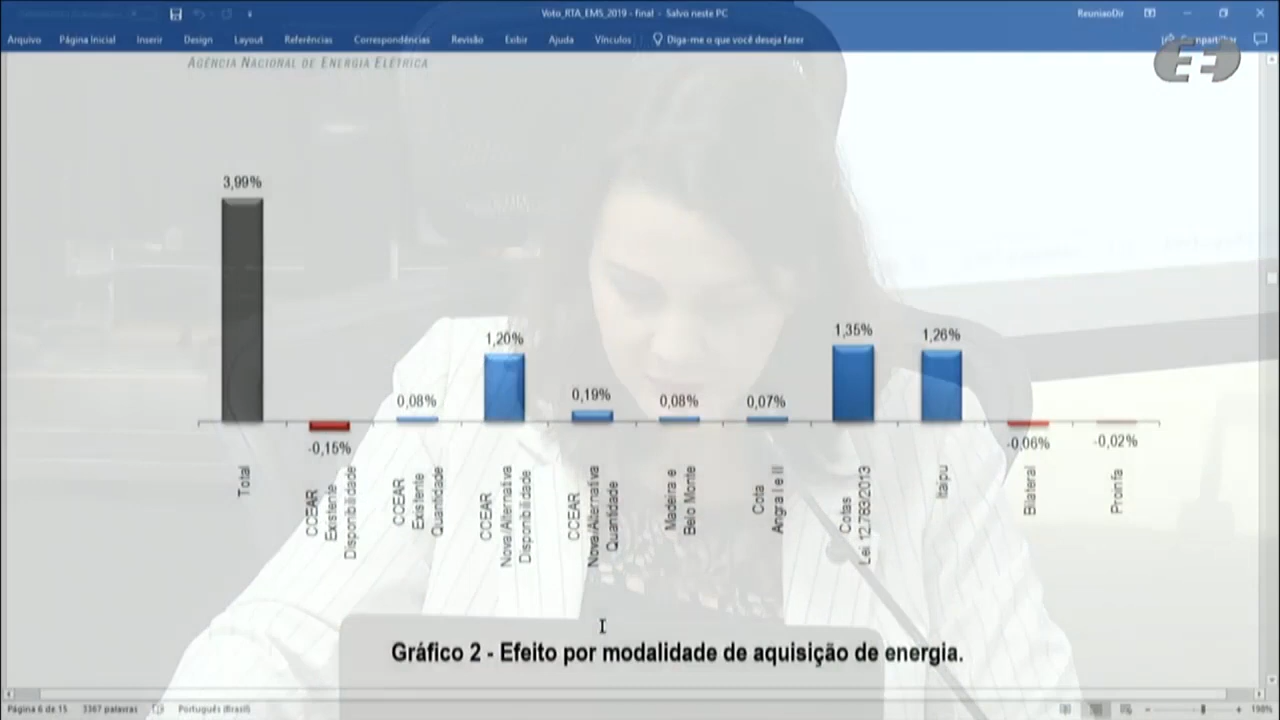 Voto_RTA_EMS_2019 - final - Salvo neste PC
ReuniaoDir
Arquivo Página Inicial Inserir Design Layout Referências Correspondências Revisão Exibir Ajuda Vínculos Diga-me o que você deseja fazer Compartilhar
AGÊNCIA NACIONAL DE ENERGIA ELÉTRICA
3,99%
-0,15%
0,08%
1,20%
0,19%
0,08%
0,07%
1,35%
1,26%
-0,06%
-0,02%
Total
CCEAR
Existente
Disponibilidade
CCEAR
Existente
Quantidade
CCEAR
Nova/Alternativa
Disponibilidade
CCEAR
Nova/Alternativa
Quantidade
Madeira e
Belo Monte
Cota
Angra I e II
Cotas
Lei 12.783/2013
Itaipu
Bilateral
Proinfa
Gráfico 2 - Efeito por modalidade de aquisição de energia.
Página 6 de 15 3367 palavras Português (Brasil) 198%